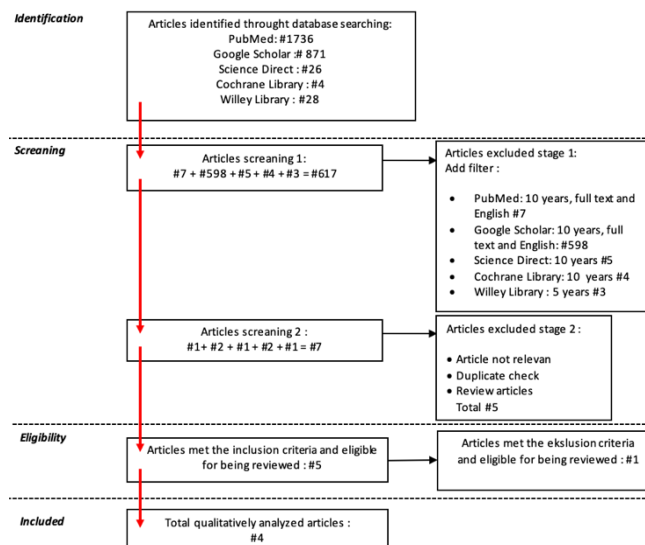 Identification
Articles identified throught database searching:
PubMed: #1736
Google Scholar:# 871
Science Direct : #26
Cochrane Library : #4
Willey Library : #28
Screaning
Articles screaning 1:
#7 + #598 + #5 + #4 + #3 = #617
Articles excluded stage 1:
Add filter :
• PubMed: 10 years, full text and
English #7
• Google Scholar: 10 years, full
text and English: #598
• Science Direct: 10 years #5
• Cochrane Library: 10 years #4
• Willey Library : 5 years #3
Articles screaning 2 :
#1+ #2 + #1 + #2 + #1 = #7
Articles excluded stage 2 :
• Article not relevan
• Duplicate check
• Review articles
Total #5
Eligibility
Articles met the inclusion criteria and eligible
for being reviewed : #5
Articles met the ekslusion criteria
and eligible for being reviewed : #1
Included
Total qualitatively analyzed articles :
#4